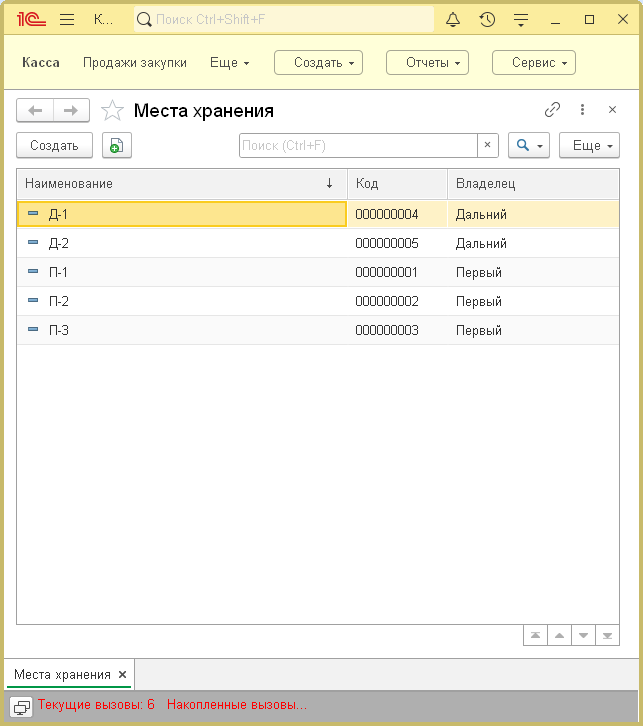 1С К... Поиск Ctrl+Shift+F
Касса Продажи закупки Еще Создать Отчеты Сервис
Места хранения
Создать Поиск (Ctrl+F) × Еще
Наименование ↓ Код Владелец
Д-1 000000004 Дальний
Д-2 000000005 Дальний
П-1 000000001 Первый
П-2 000000002 Первый
П-3 000000003 Первый
Места хранения ×
Текущие вызовы: 6 Накопленные вызовы...